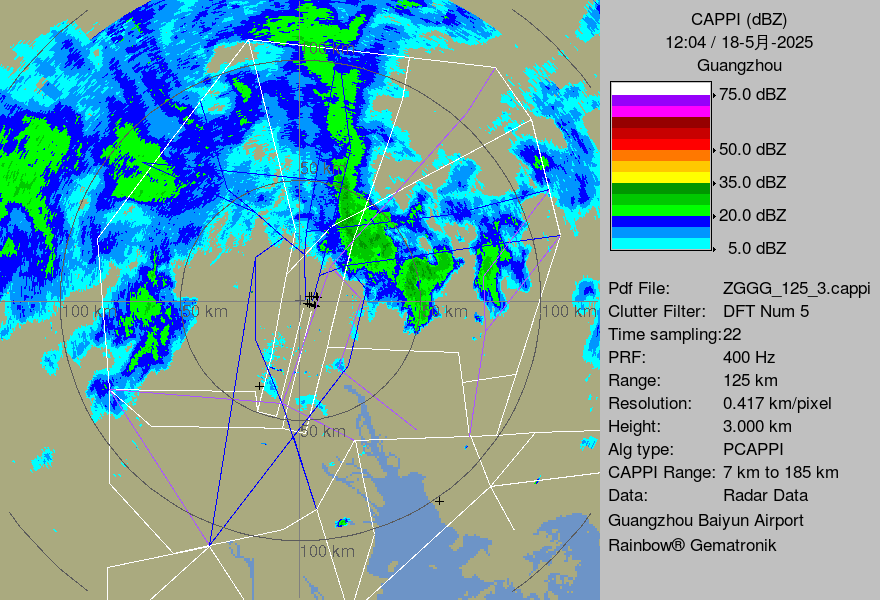 CAPPI (dBZ)
12:04 / 18-5月-2025
Guangzhou
75.0 dBZ
50.0 dBZ
35.0 dBZ
20.0 dBZ
5.0 dBZ
Pdf File: ZGGG_125_3.cappi
Clutter Filter: DFT Num 5
Time sampling:22
PRF: 400 Hz
Range: 125 km
Resolution: 0.417 km/pixel
Height: 3.000 km
Alg type: PCAPPI
CAPPI Range: 7 km to 185 km
Data: Radar Data
Guangzhou Baiyun Airport
Rainbow® Gematronik
100 km
50 km
50 km
100 km
50 km
100 km